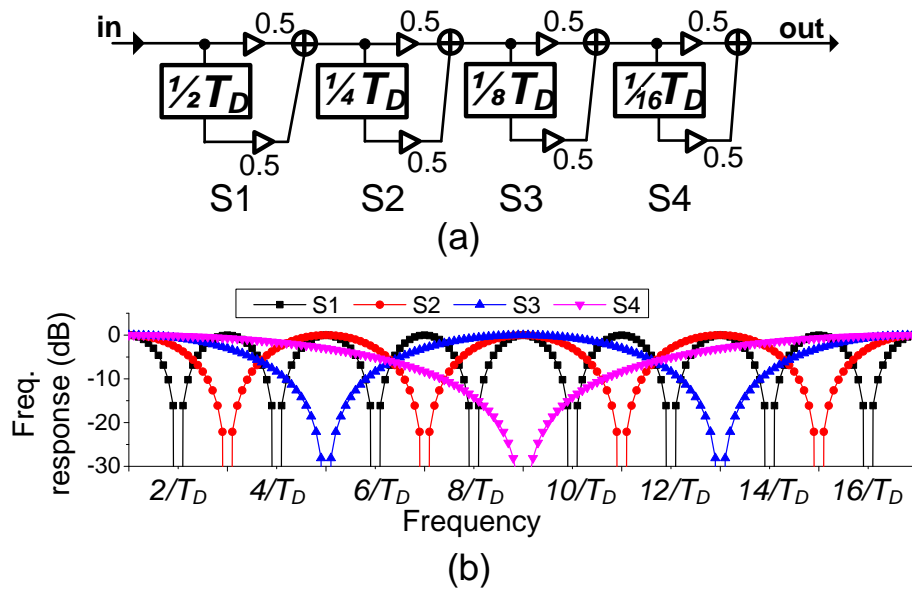 in 0.5 0.5 0.5 0.5 out
½T_D ¼T_D ⅛T_D 1/16T_D
0.5 0.5 0.5 0.5
S1 S2 S3 S4
(a)
S1 S2 S3 S4
Freq.
response (dB)
0
-10
-20
-30
2/T_D 4/T_D 6/T_D 8/T_D 10/T_D 12/T_D 14/T_D 16/T_D
Frequency
(b)